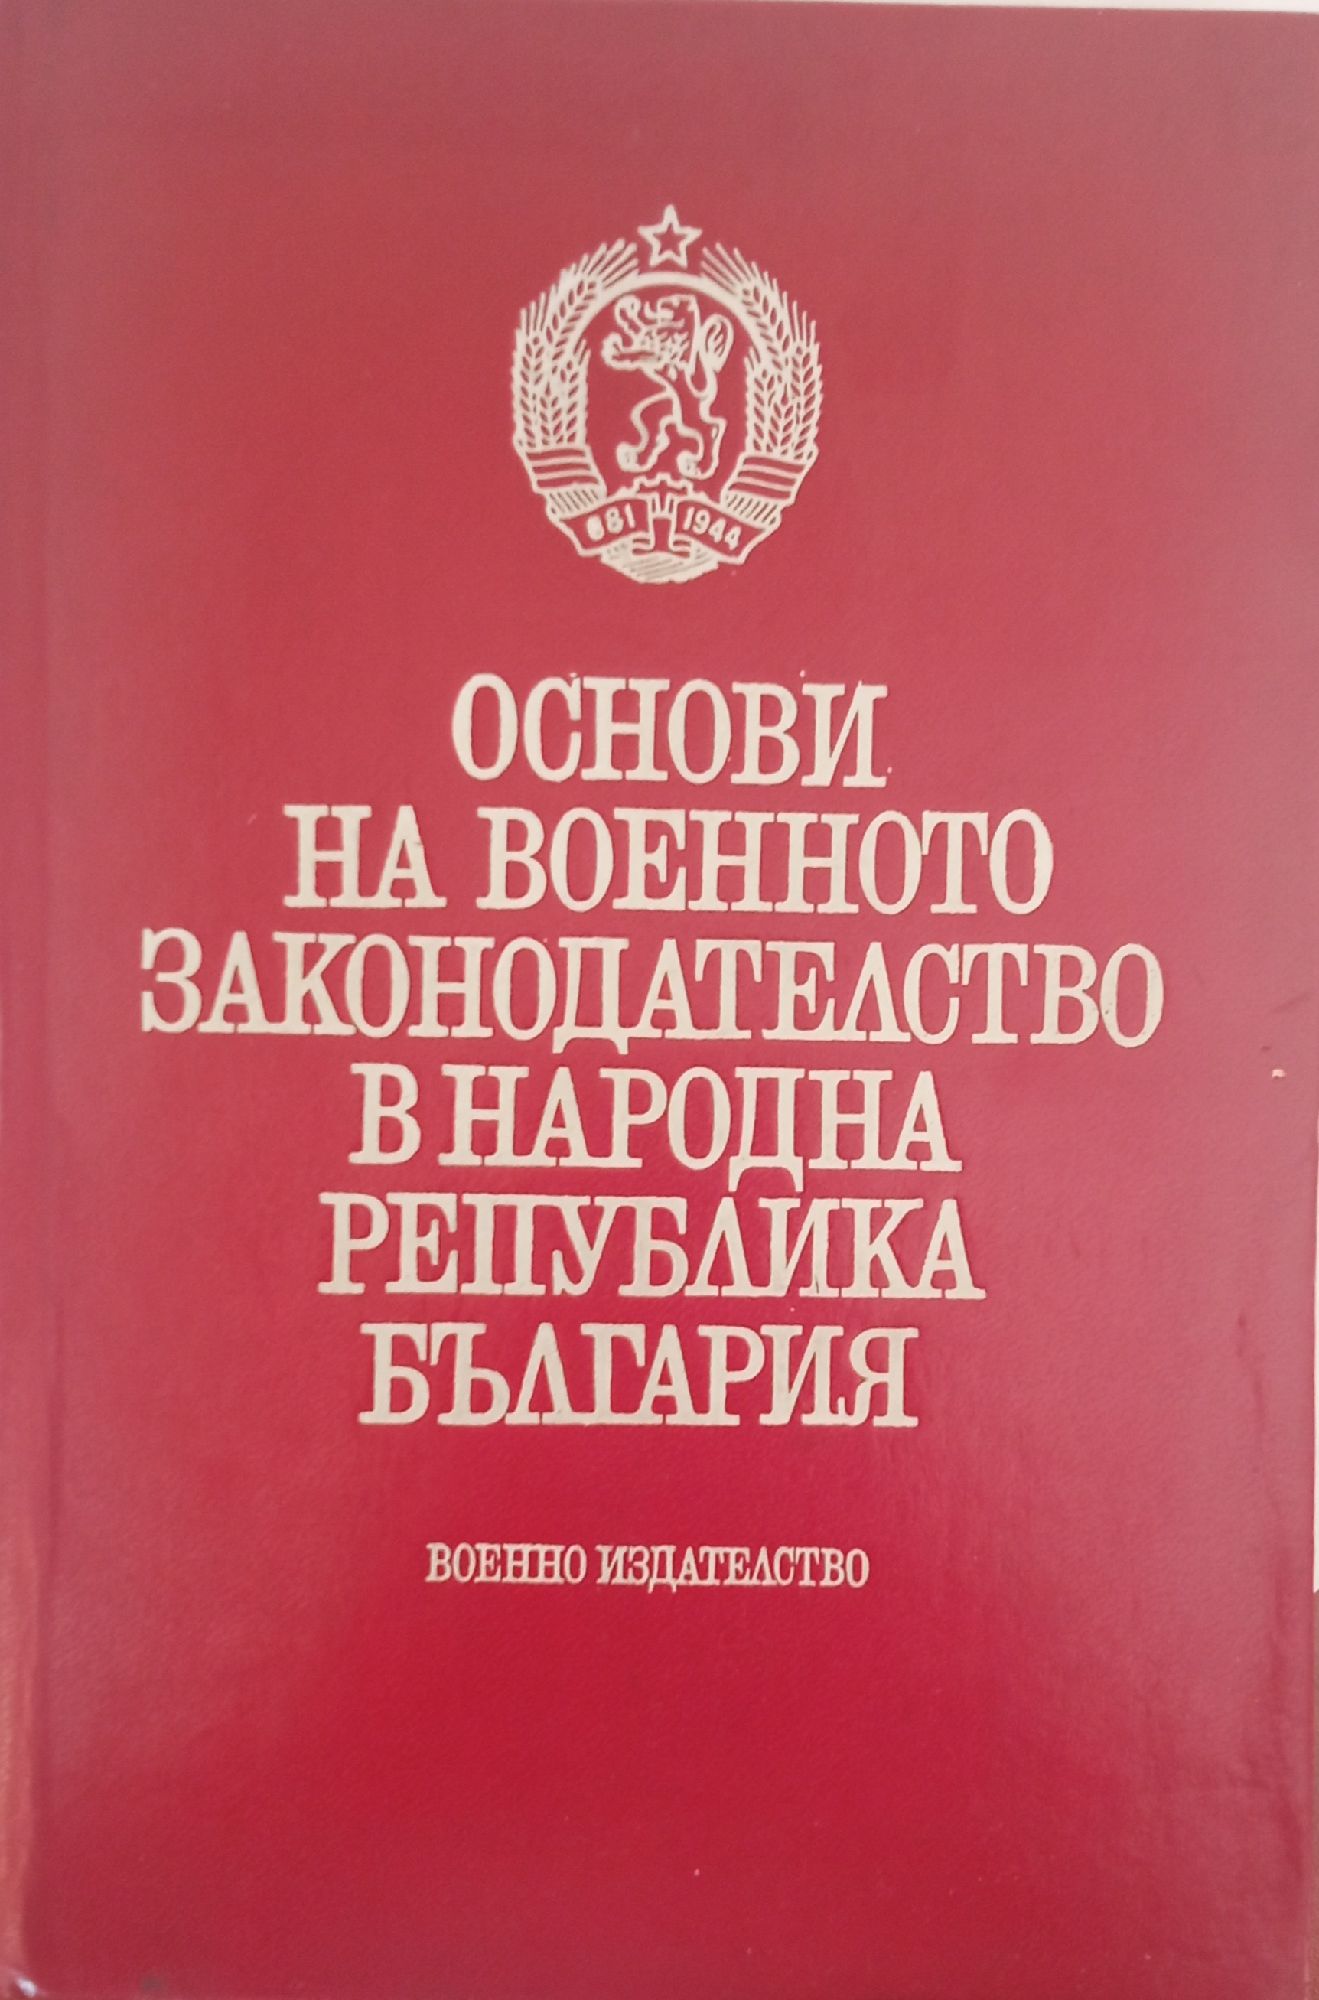 681 1944
ОСНОВИ
НА ВОЕННОТО
ЗАКОНОДАТЕЛСТВО
В НАРОДНА
РЕПУБЛИКА
БЪЛГАРИЯ
ВОЕННО ИЗДАТЕЛСТВО